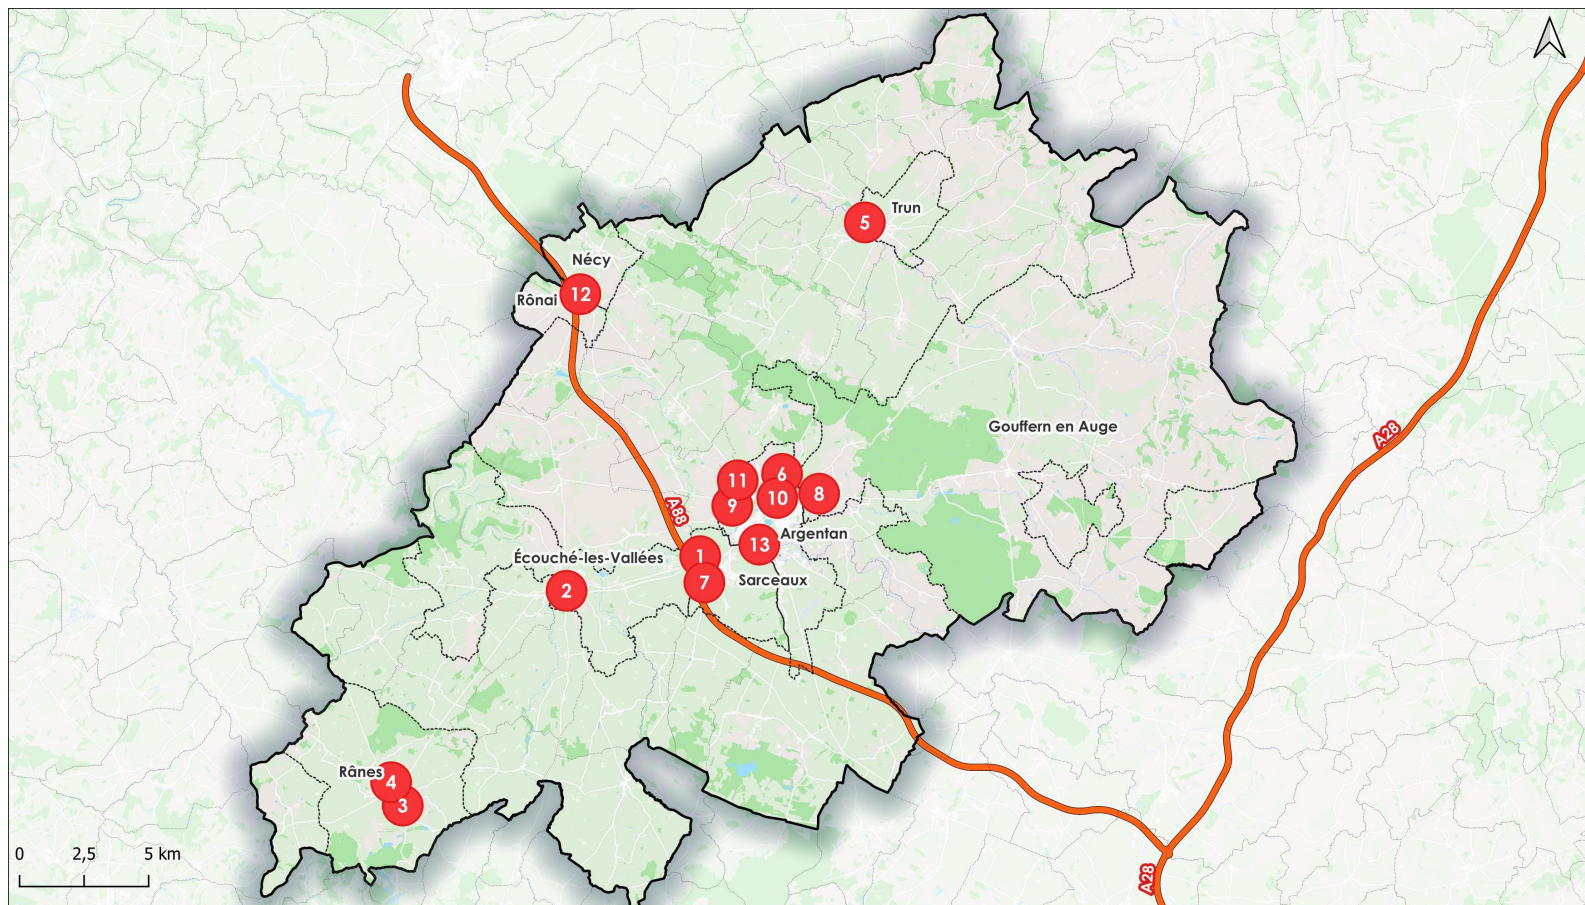 Trun
5
Nécy
Rônai
12
Gouffern en Auge
A28
11
6
10
8
9
A88
Argentan
13
Écouché-les-Vallées
1
7
Sarceaux
2
Rânes
4
3
0 2,5 5 km
A28